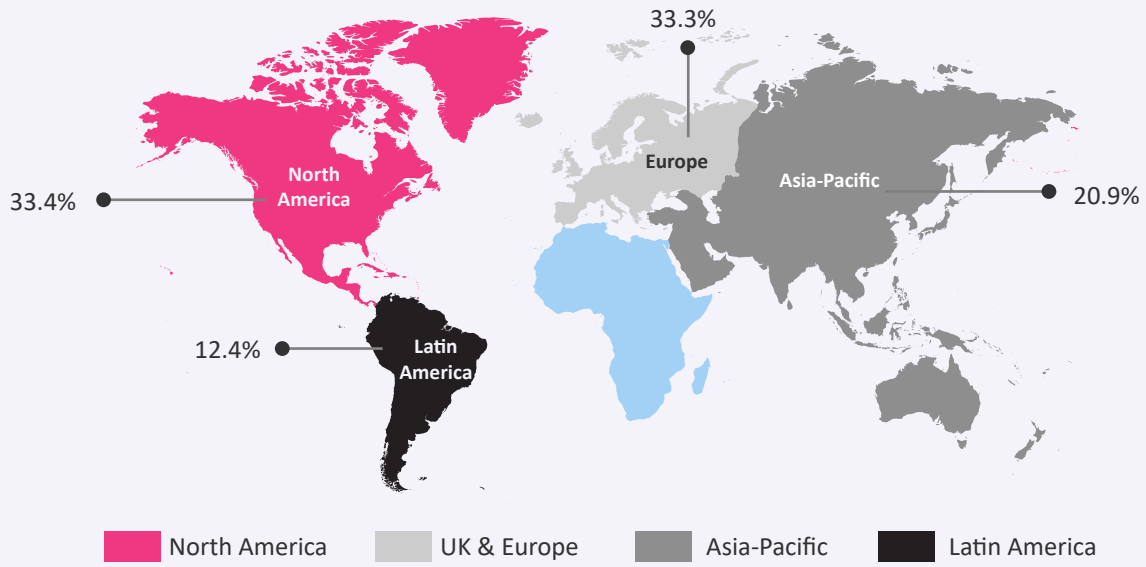 33.3%
North
America
Europe
Asia-Pacific
33.4%
20.9%
12.4%
Latin
America
North America
UK & Europe
Asia-Pacific
Latin America